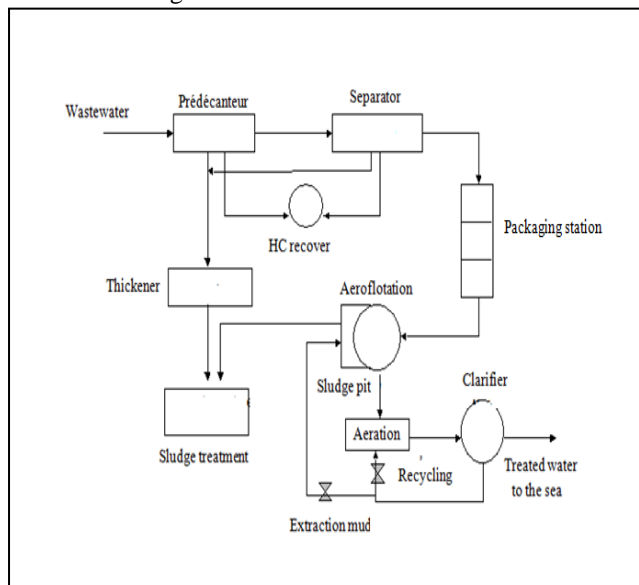 Wastewater
Prédécanteur
Separator
HC recover
Packaging station
Thickener
Aeroflotation
Sludge pit
Clarifier
Aeration
Sludge treatment
Recycling
Treated water
to the sea
Extraction mud